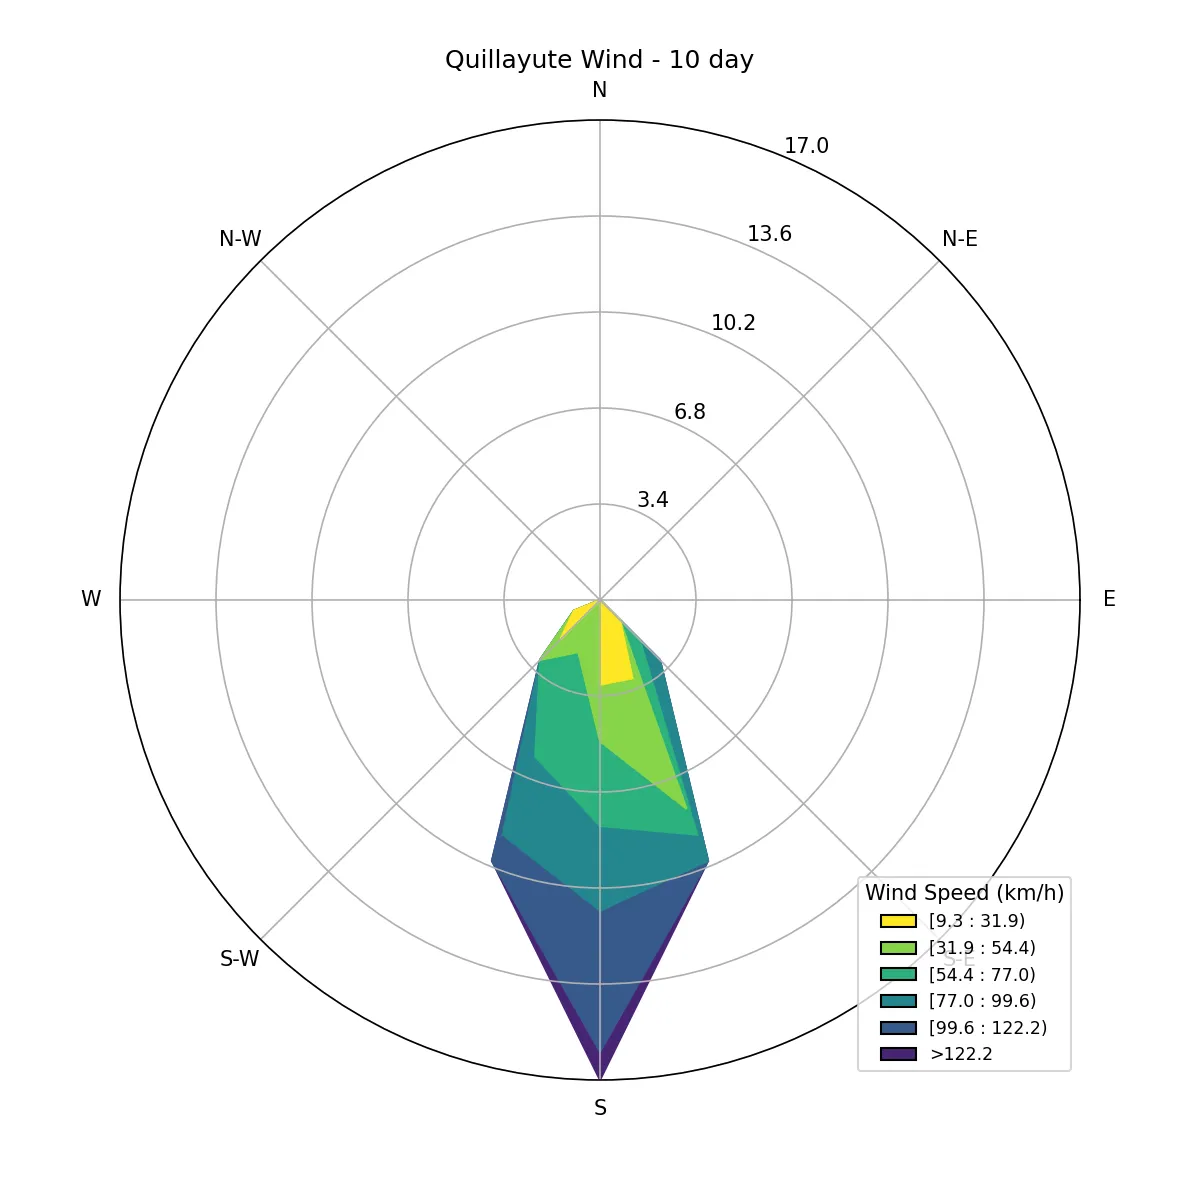 Quillayute Wind - 10 day
N
17.0
13.6
N-W
N-E
10.2
6.8
3.4
W
E
Wind Speed (km/h)
[9.3 : 31.9)
[31.9 : 54.4)
S-W
S-E
[54.4 : 77.0)
[77.0 : 99.6)
[99.6 : 122.2)
>122.2
S